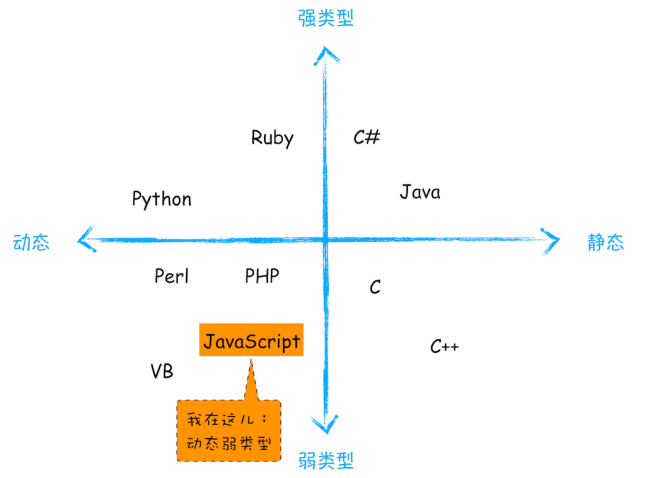 强类型
Ruby
C#
Python
Java
动态
静态
Perl
PHP
C
JavaScript
C++
VB
我在这儿：
动态弱类型
弱类型